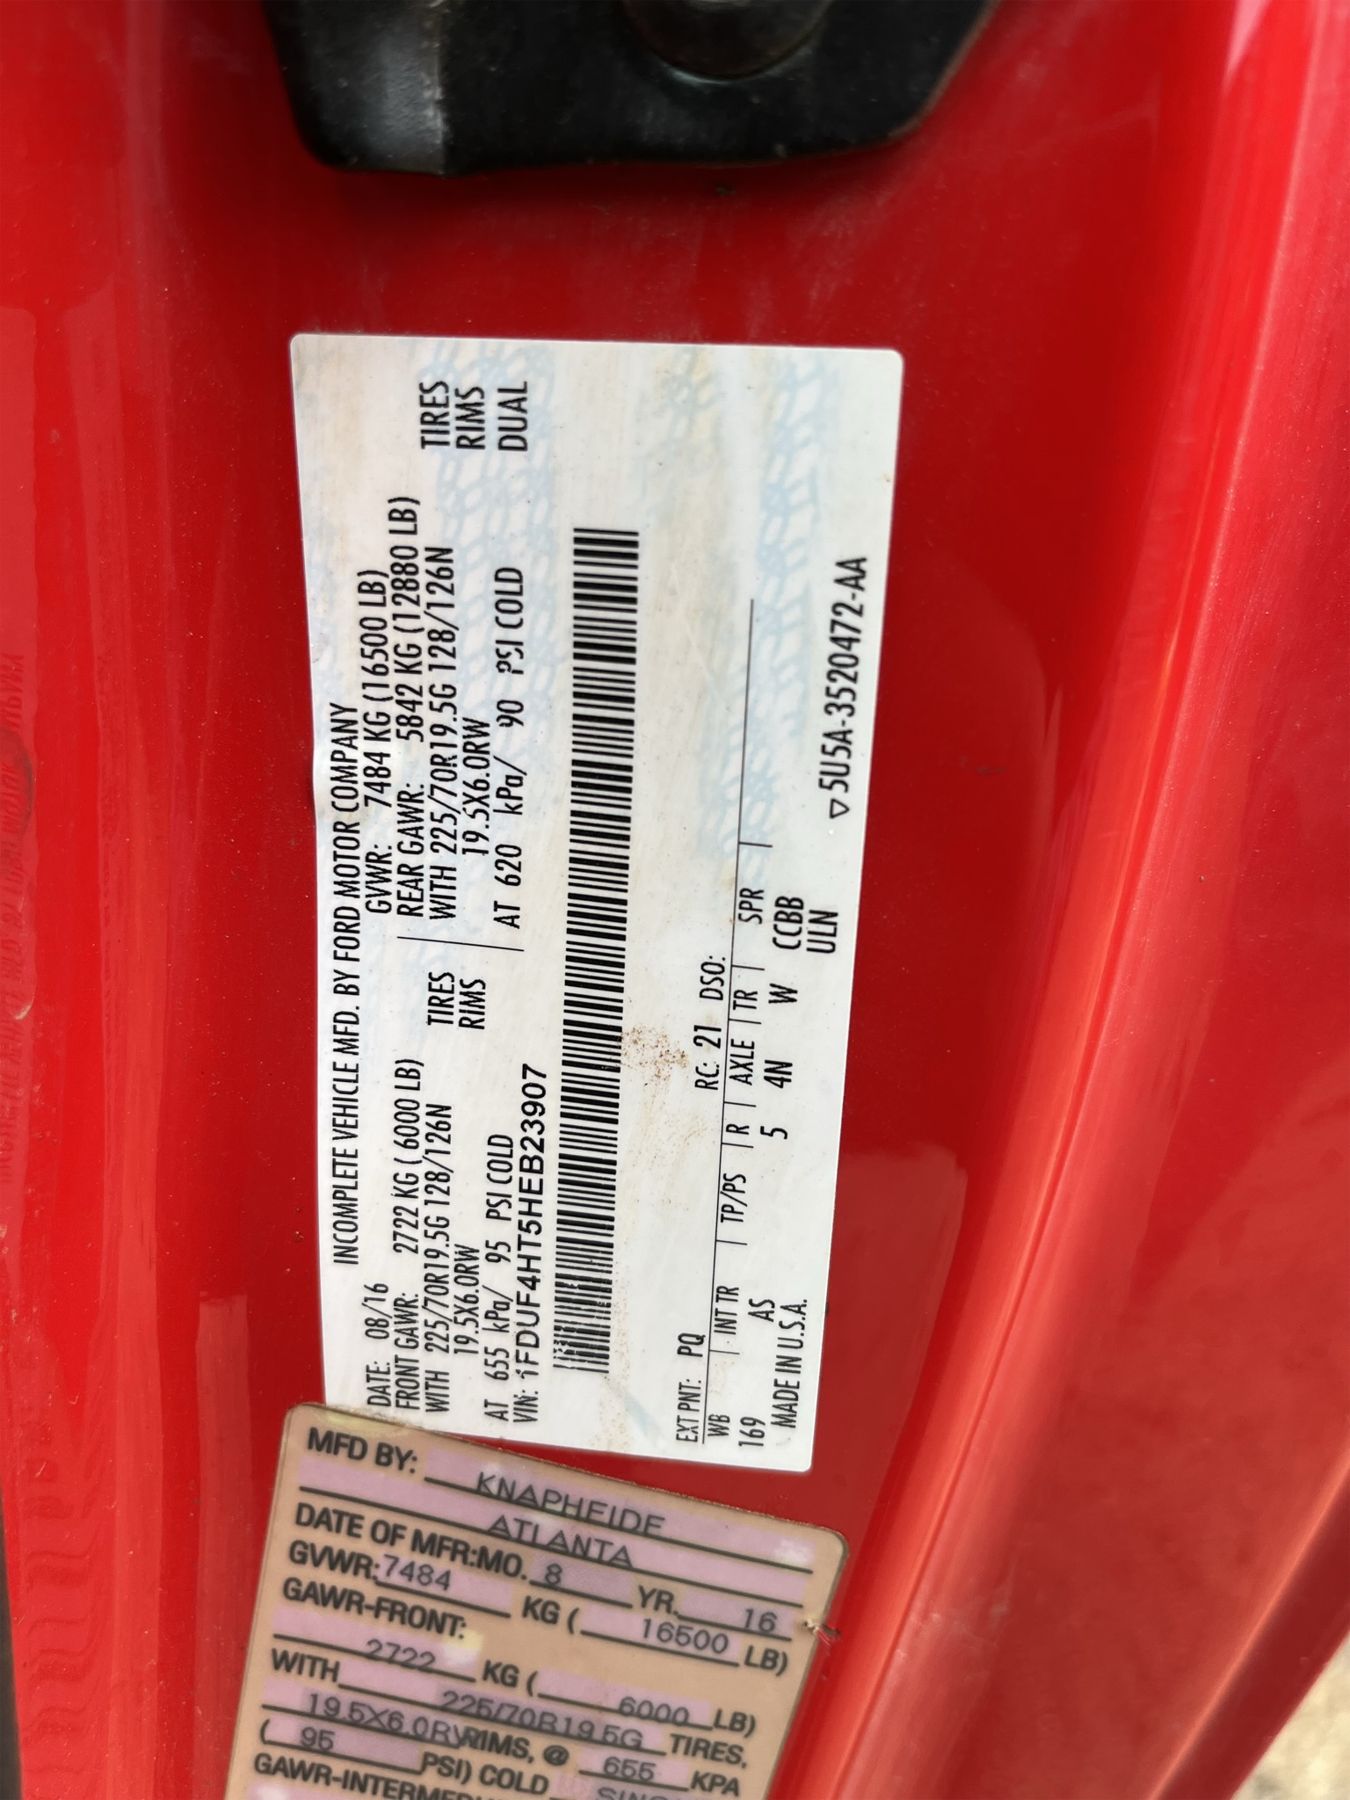 INCOMPLETE VEHICLE MFD. BY FORD MOTOR COMPANY
DATE: 08/16 GVWR: 7484 KG (16500 LB)
FRONT GAWR: 2722 KG ( 6000 LB) REAR GAWR: 5842 KG (12880 LB)
WITH 225/70R19.5G 128/126N TIRES WITH 225/70R19.5G 128/126N TIRES
19.5X6.0RW RIMS 19.5X6.0RW RIMS
AT 655 kPa/ 95 PSI COLD AT 620 kPa/ 90 PSI COLD DUAL
VIN: 1FDUF4HT5HEB23907
EXT PNT: PQ RC: 21 DSO:
WB | INT TR | TP/PS | R | AXLE | TR | SPR |
169 AS 5 4N W CCBB
MADE IN U.S.A. ULN
▽5U5A-3520472-AA
MFD BY: KNAPHEIDE
ATLANTA
DATE OF MFR: MO. 8 YR. 16
GVWR: 7484 KG ( 16500 LB)
GAWR-FRONT:
2722 KG ( 6000 LB)
WITH 225/70R19.5G TIRES,
19.5X6.0RW RIMS, @ 655 KPA
( 95 PSI) COLD